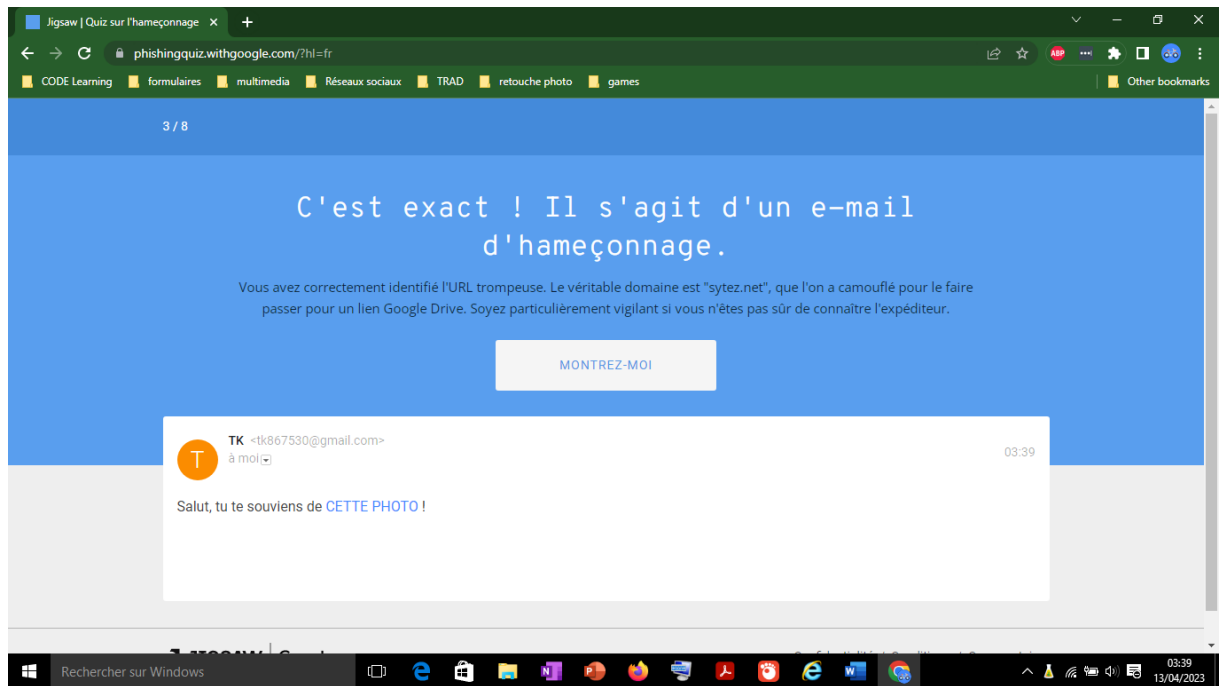 Jigsaw | Quiz sur l'hameçonnage
phishingquiz.withgoogle.com/?hl=fr
ABP
CODE Learning formulaires multimedia Réseaux sociaux TRAD retouche photo games Other bookmarks
3 / 8
C'est exact ! Il s'agit d'un e-mail
d'hameçonnage.
Vous avez correctement identifié l'URL trompeuse. Le véritable domaine est "sytez.net", que l'on a camouflé pour le faire
passer pour un lien Google Drive. Soyez particulièrement vigilant si vous n'êtes pas sûr de connaître l'expéditeur.
MONTREZ-MOI
T
TK <tk867530@gmail.com>
à moi
03:39
Salut, tu te souviens de CETTE PHOTO !
Rechercher sur Windows
03:39
13/04/2023